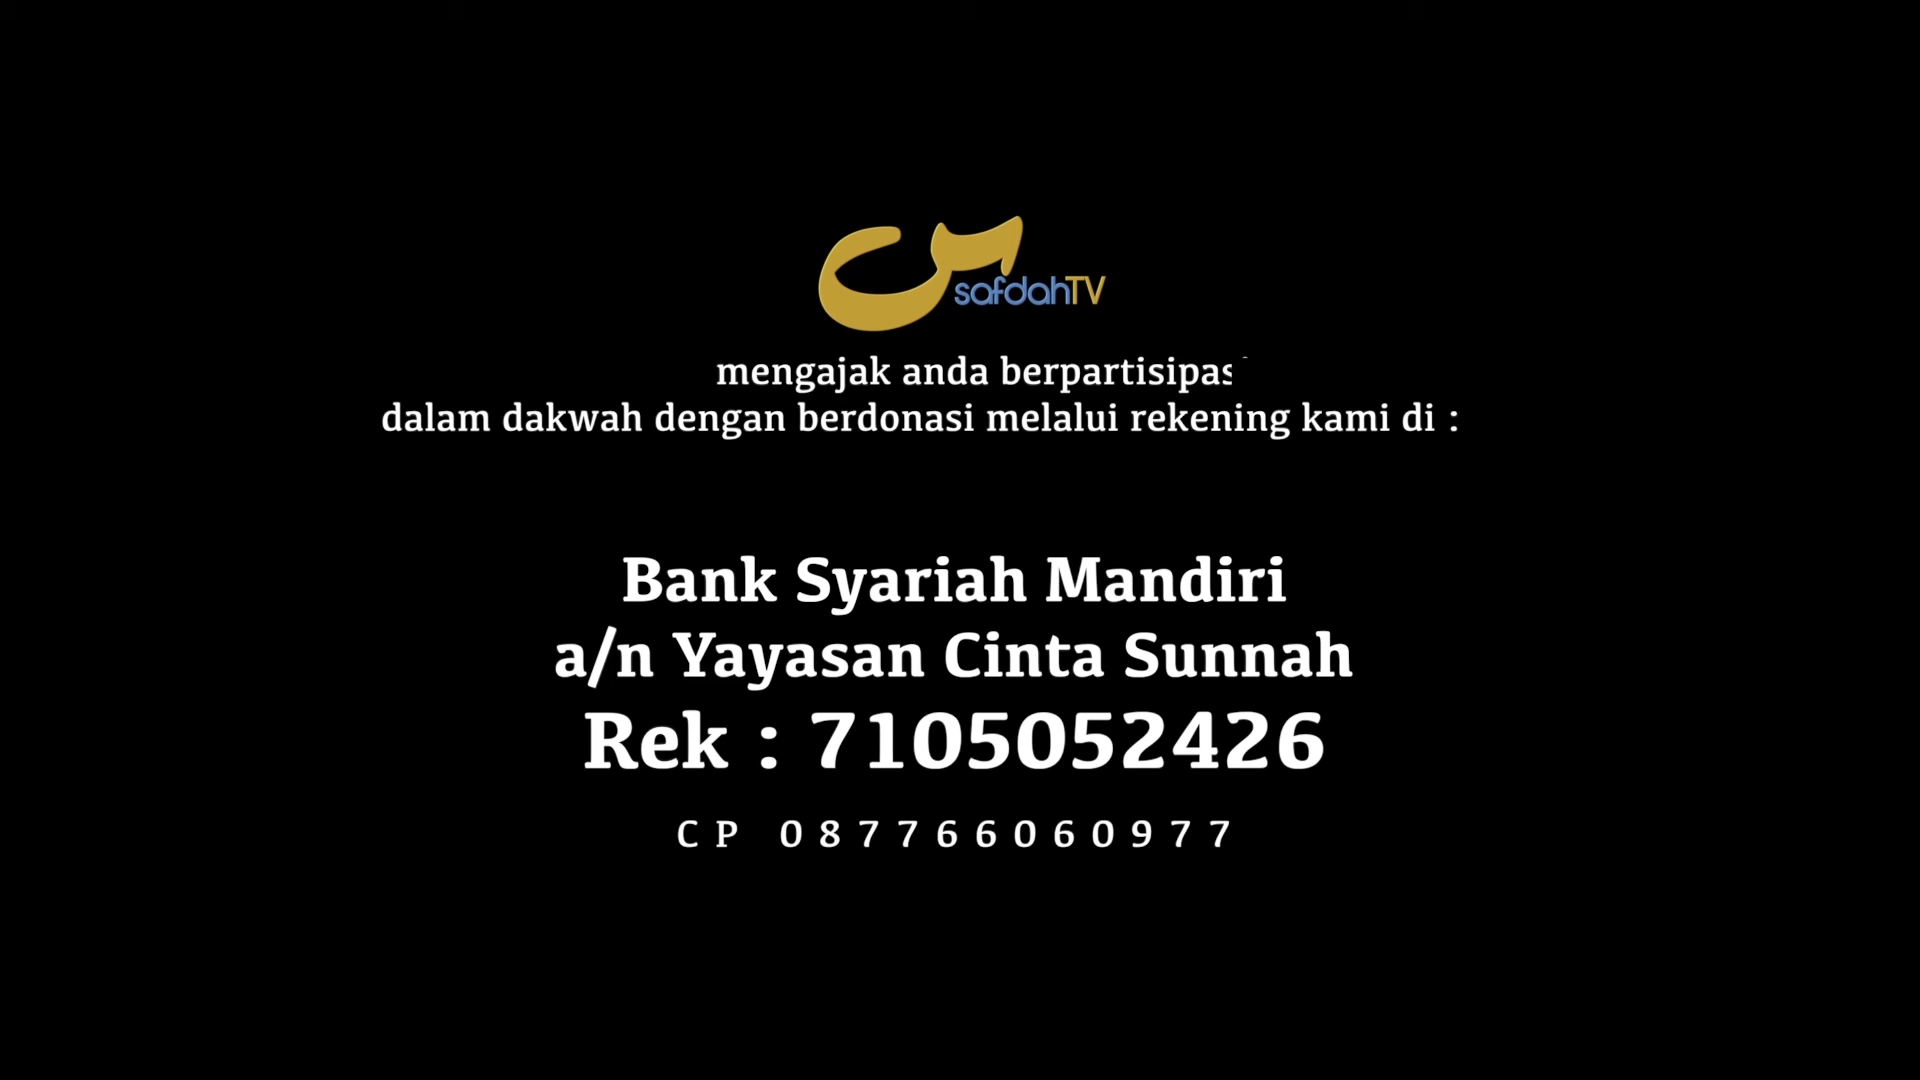 safdahTV
mengajak anda berpartisipas
dalam dakwah dengan berdonasi melalui rekening kami di :
Bank Syariah Mandiri
a/n Yayasan Cinta Sunnah
Rek : 7105052426
CP 087766060977